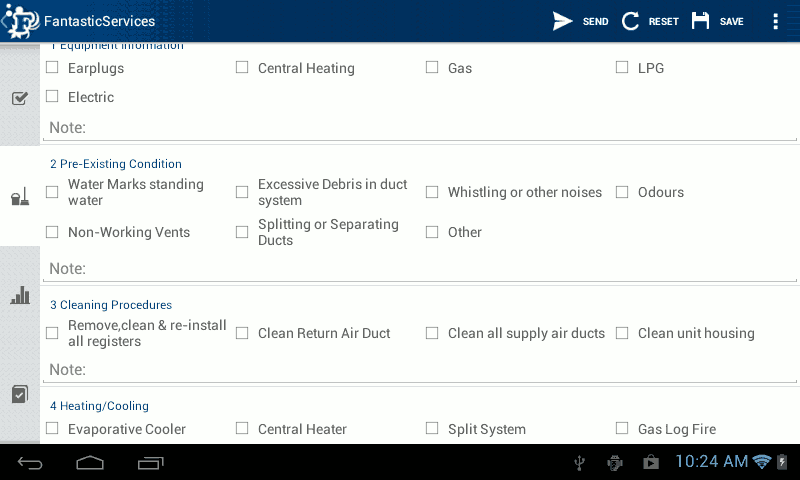 FantasticServices SEND RESET SAVE
1 Equipment Information
Earplugs Central Heating Gas LPG
Electric
Note:
2 Pre-Existing Condition
Water Marks standing water Excessive Debris in duct system Whistling or other noises Odours
Non-Working Vents Splitting or Separating Ducts Other
Note:
3 Cleaning Procedures
Remove,clean & re-install all registers Clean Return Air Duct Clean all supply air ducts Clean unit housing
Note:
4 Heating/Cooling
Evaporative Cooler Central Heater Split System Gas Log Fire
10:24 AM